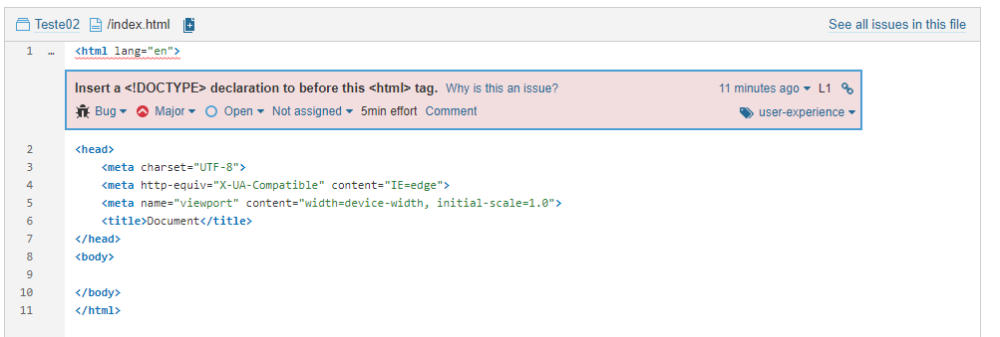 Teste02 /index.html See all issues in this file
1 … <html lang="en">
Insert a <!DOCTYPE> declaration to before this <html> tag. Why is this an issue? 11 minutes ago L1
Bug Major Open Not assigned 5min effort Comment user-experience
2 <head>
3 <meta charset="UTF-8">
4 <meta http-equiv="X-UA-Compatible" content="IE=edge">
5 <meta name="viewport" content="width=device-width, initial-scale=1.0">
6 <title>Document</title>
7 </head>
8 <body>
9
10 </body>
11 </html>